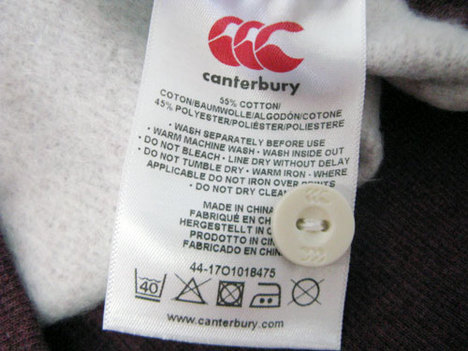 canterbury
55% COTTON/
COTON/BAUMWOLLE/ALGODÓN/COTONE
45% POLYESTER/POLIÉSTER/POLIESTERE
• WASH SEPARATELY BEFORE USE
• WARM MACHINE WASH • WASH INSIDE OUT
• DO NOT BLEACH • LINE DRY WITHOUT DELAY
• DO NOT TUMBLE DRY • WARM IRON • WHERE
APPLICABLE DO NOT IRON OVER PRINTS
• DO NOT DRY CLEAN
MADE IN CHINA
FABRIQUÉ EN CH
HERGESTELLT IN C
PRODOTTO IN CIN
FABRICADO EN CHIN
44-17O1018475
40
www.canterbury.com